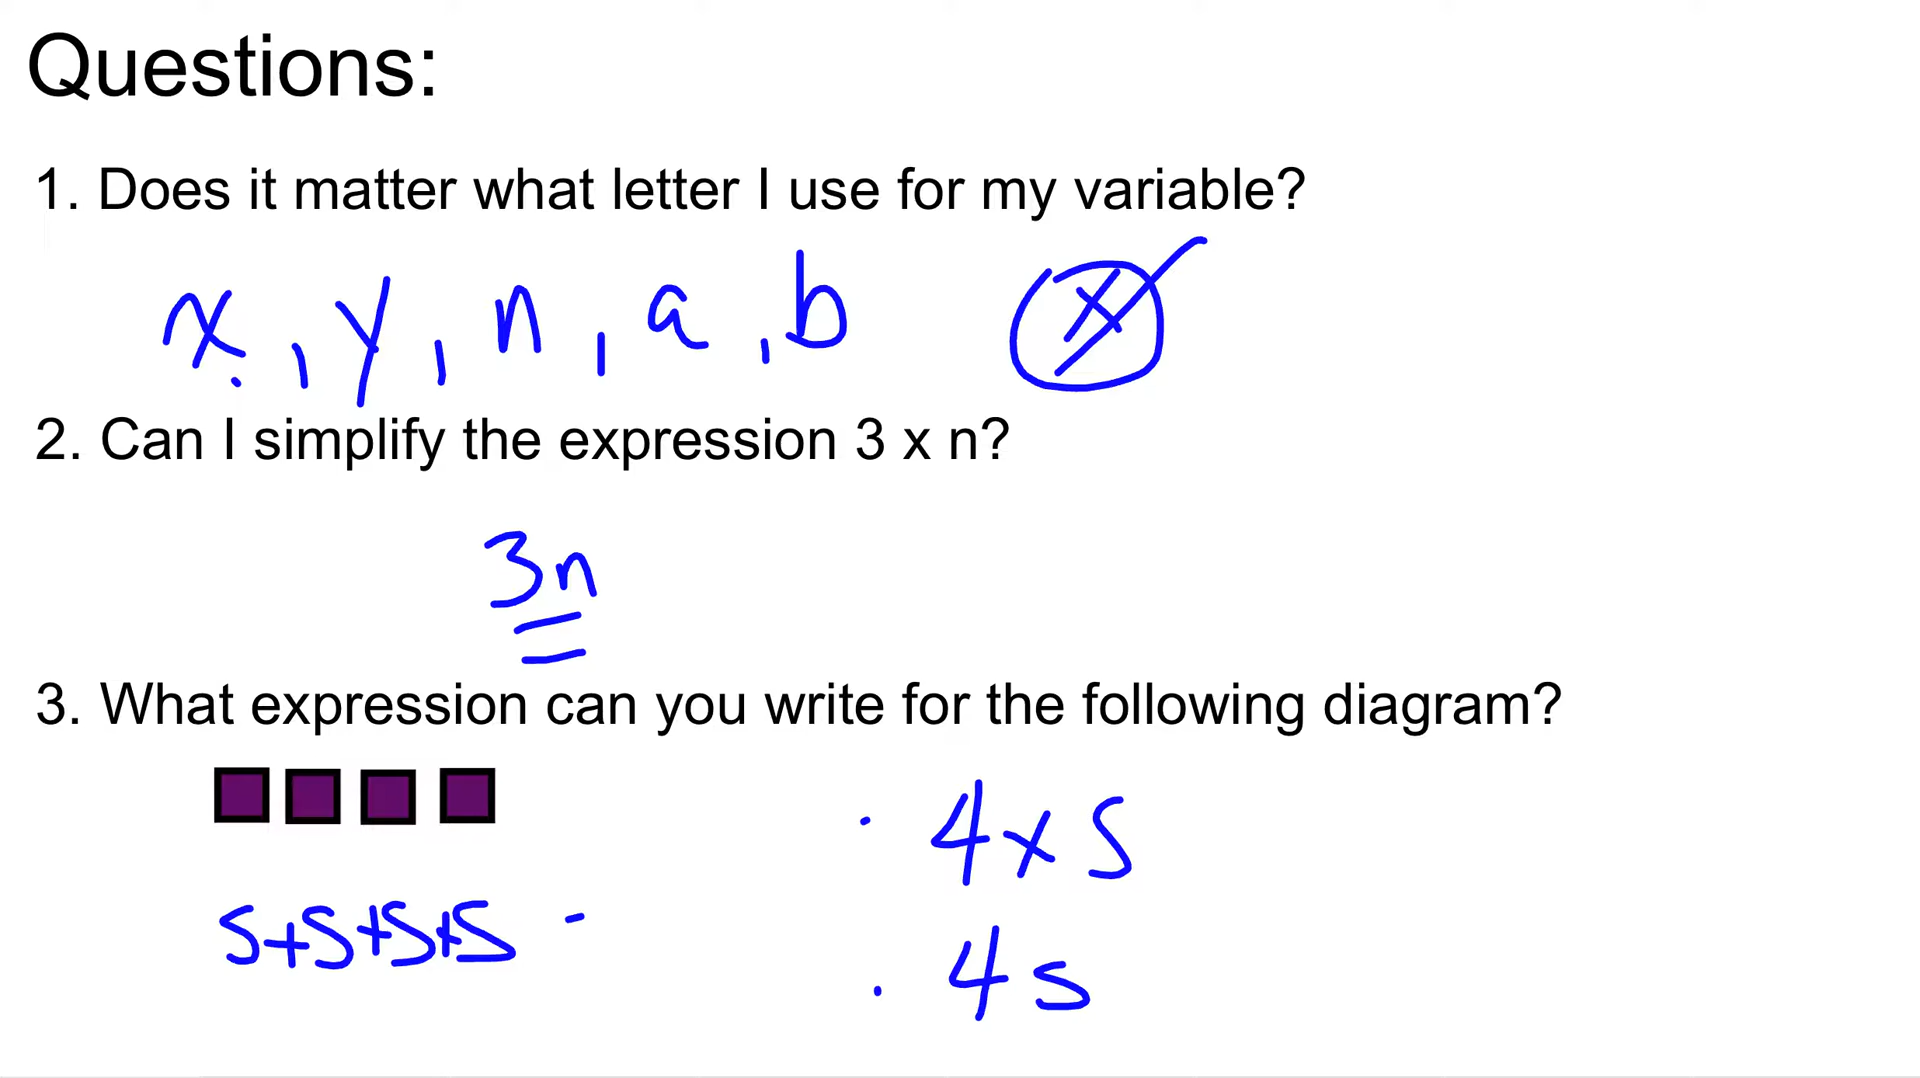 Questions:
1. Does it matter what letter I use for my variable?
x, y, n, a, b x
2. Can I simplify the expression 3 x n?
3n
3. What expression can you write for the following diagram?
4 x S
S+S+S+S -
4s